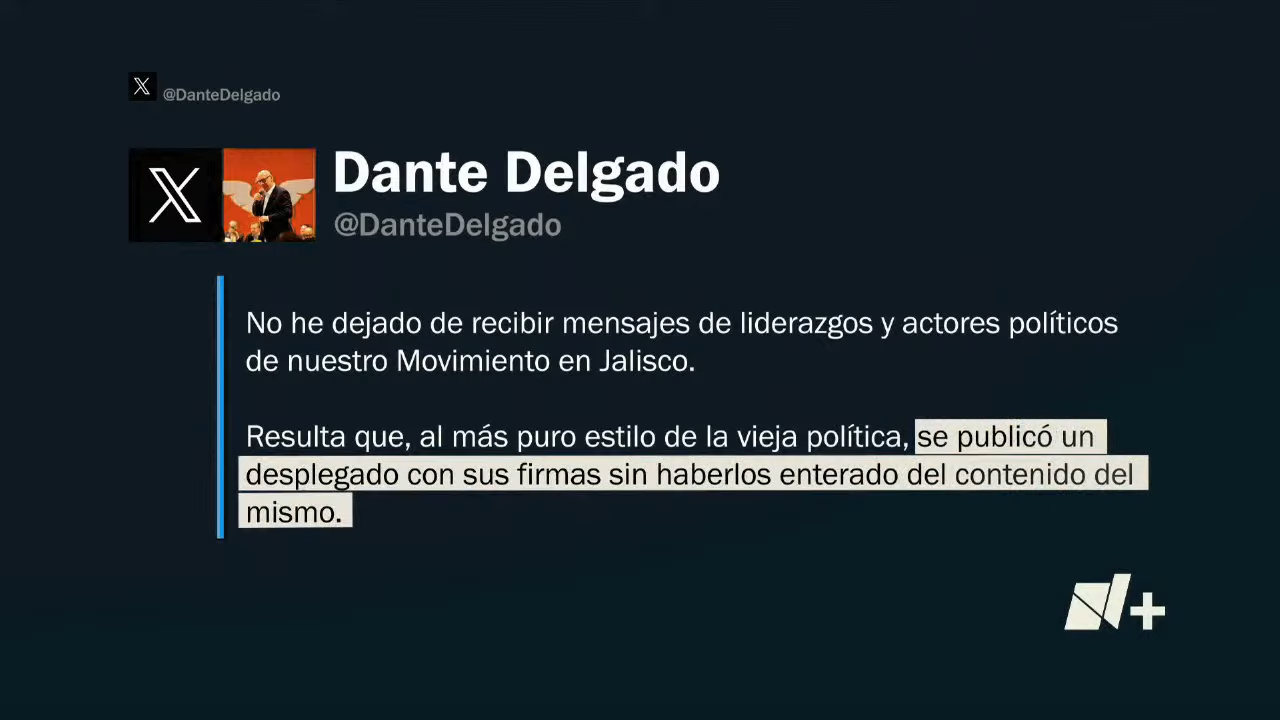 X @DanteDelgado
X
Dante Delgado
@DanteDelgado
No he dejado de recibir mensajes de liderazgos y actores políticos
de nuestro Movimiento en Jalisco.
Resulta que, al más puro estilo de la vieja política, se publicó un
desplegado con sus firmas sin haberlos enterado del contenido del
mismo.
N+